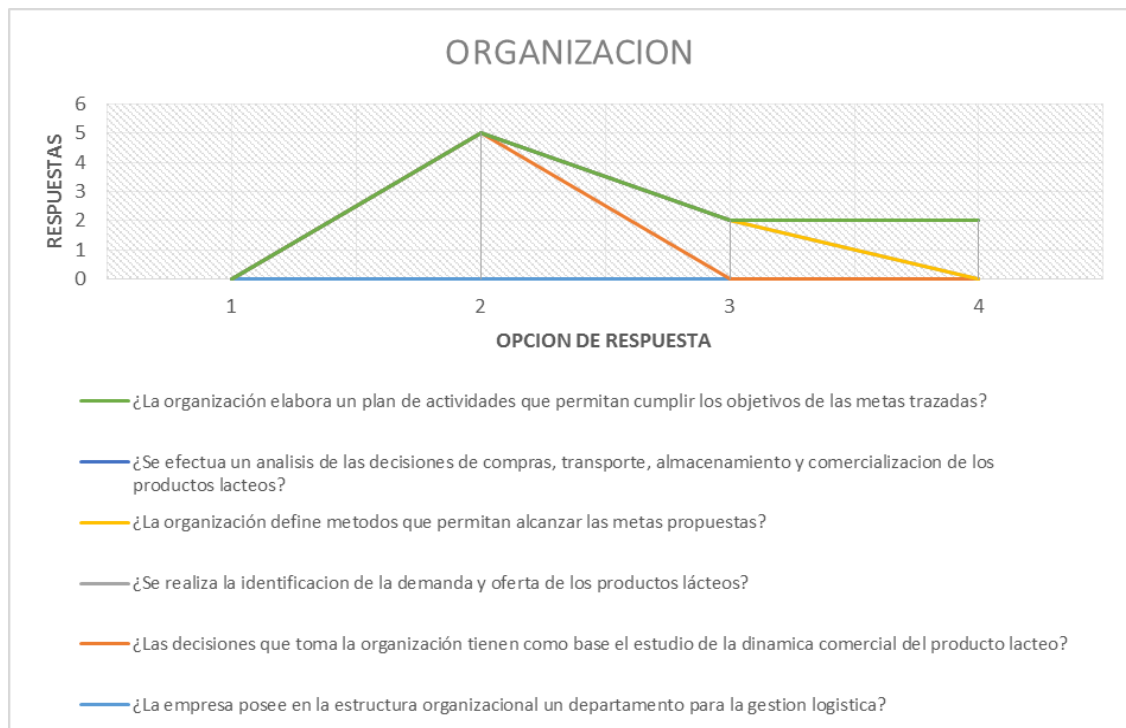 ORGANIZACION
6
5
4
3
2
1
0
RESPUESTAS
1 2 3 4
OPCION DE RESPUESTA
¿La organización elabora un plan de actividades que permitan cumplir los objetivos de las metas trazadas?
¿Se efectua un analisis de las decisiones de compras, transporte, almacenamiento y comercializacion de los
productos lacteos?
¿La organización define metodos que permitan alcanzar las metas propuestas?
¿Se realiza la identificacion de la demanda y oferta de los productos lácteos?
¿Las decisiones que toma la organización tienen como base el estudio de la dinamica comercial del producto lacteo?
¿La empresa posee en la estructura organizacional un departamento para la gestion logistica?